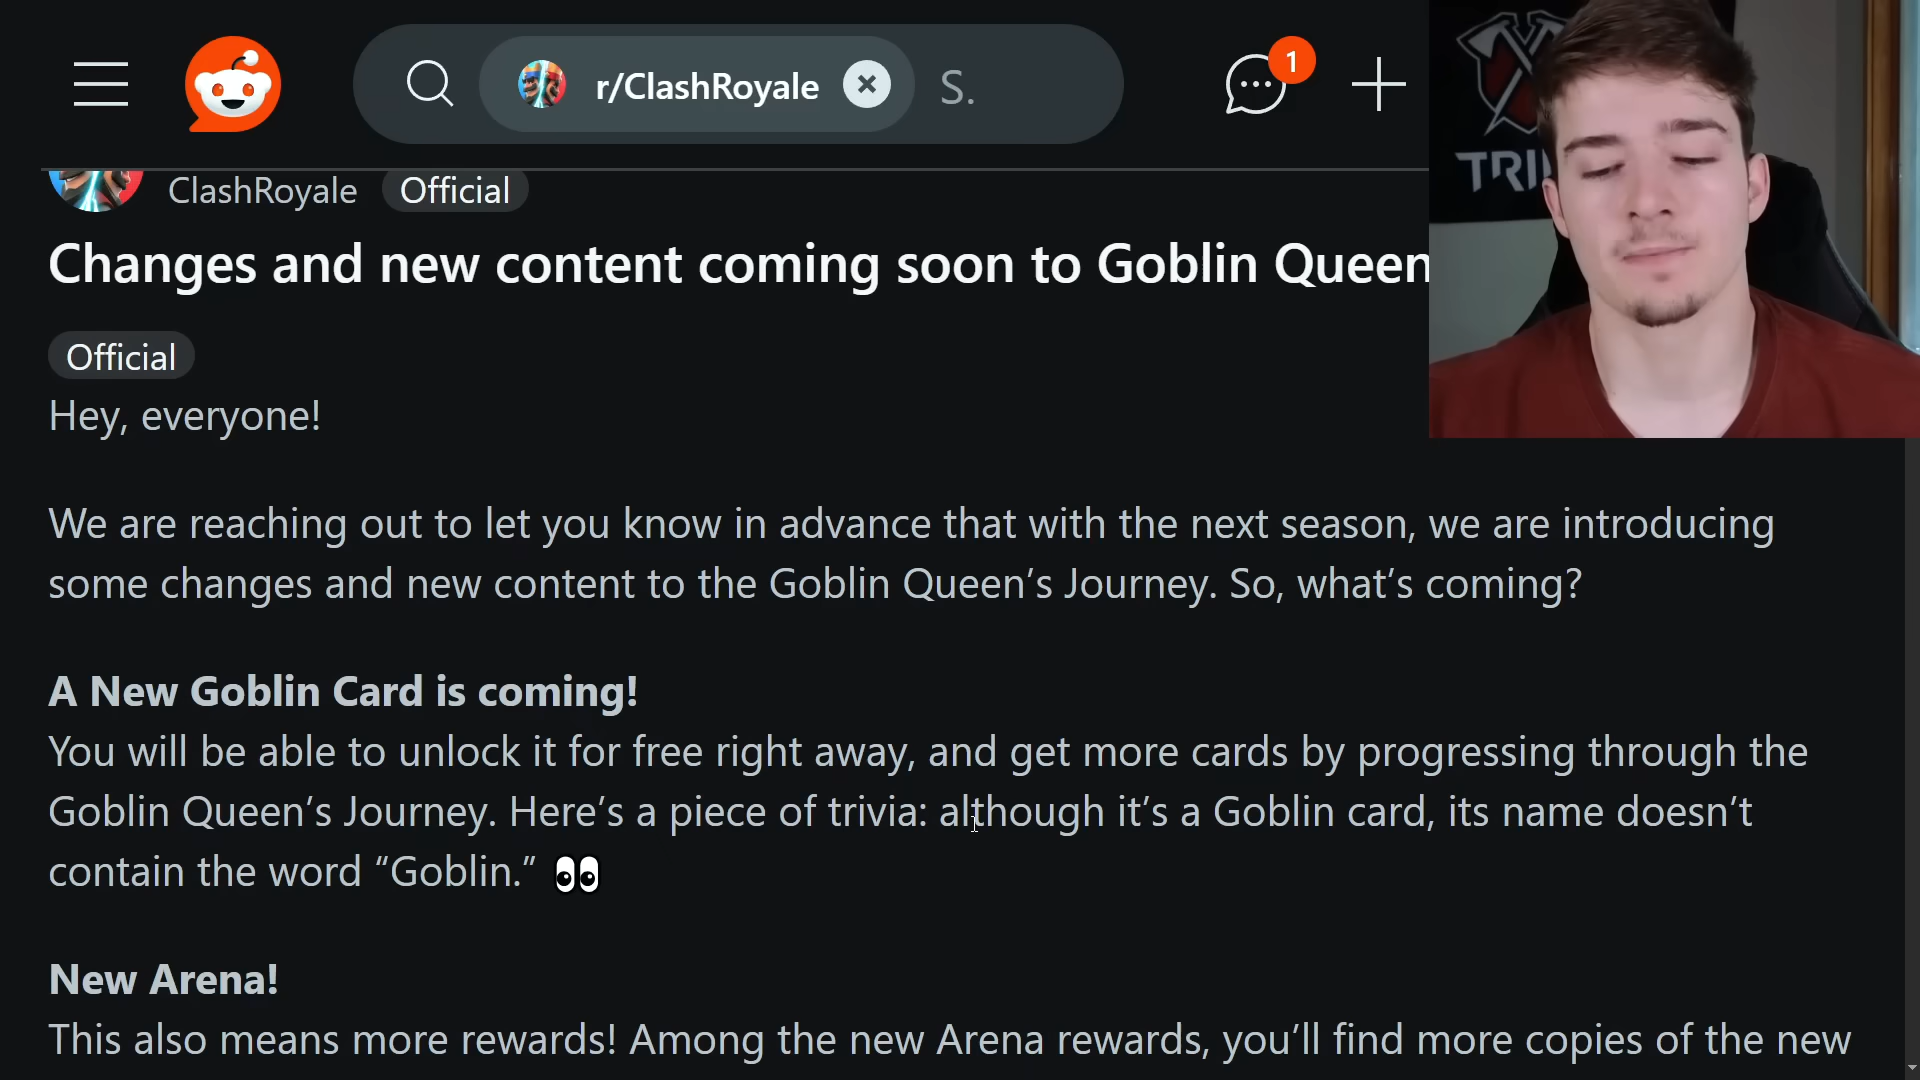 r/ClashRoyale
S.
1
TRI
ClashRoyale Official
Changes and new content coming soon to Goblin Queen
Official
Hey, everyone!
We are reaching out to let you know in advance that with the next season, we are introducing
some changes and new content to the Goblin Queen’s Journey. So, what’s coming?
A New Goblin Card is coming!
You will be able to unlock it for free right away, and get more cards by progressing through the
Goblin Queen’s Journey. Here’s a piece of trivia: although it’s a Goblin card, its name doesn’t
contain the word “Goblin.” 👀
New Arena!
This also means more rewards! Among the new Arena rewards, you’ll find more copies of the new